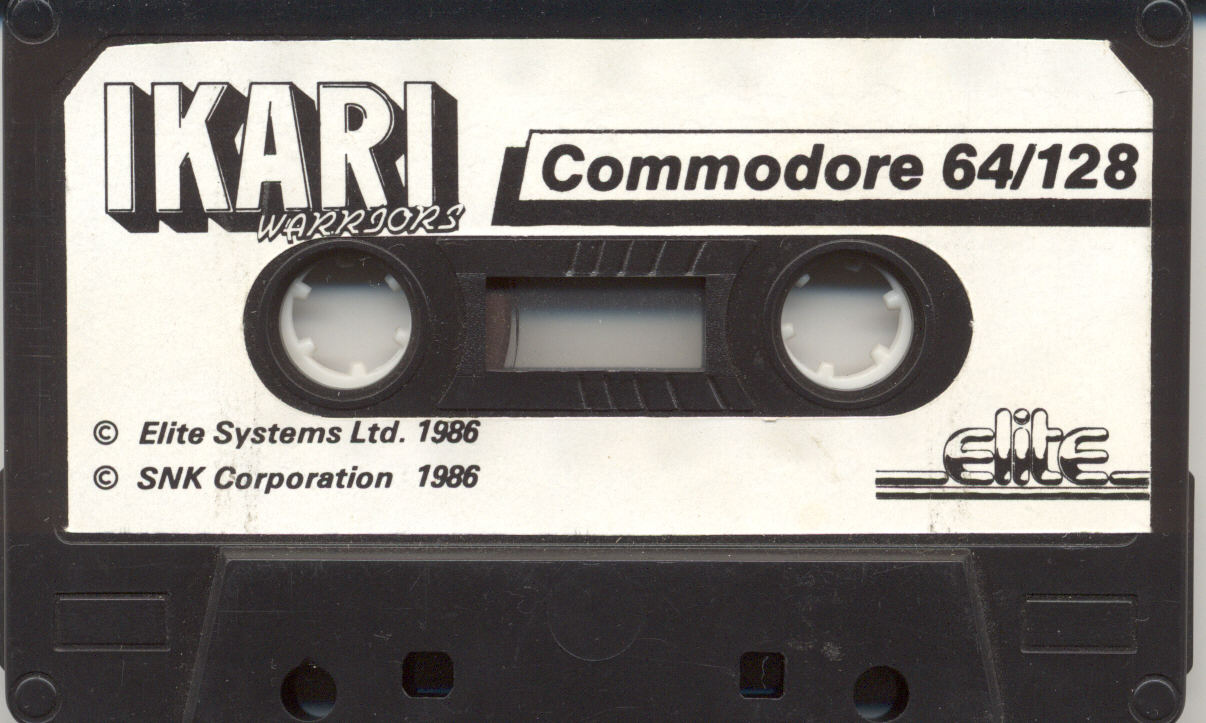 IKARI
WARRIORS
Commodore 64/128
© Elite Systems Ltd. 1986
© SNK Corporation 1986
elite